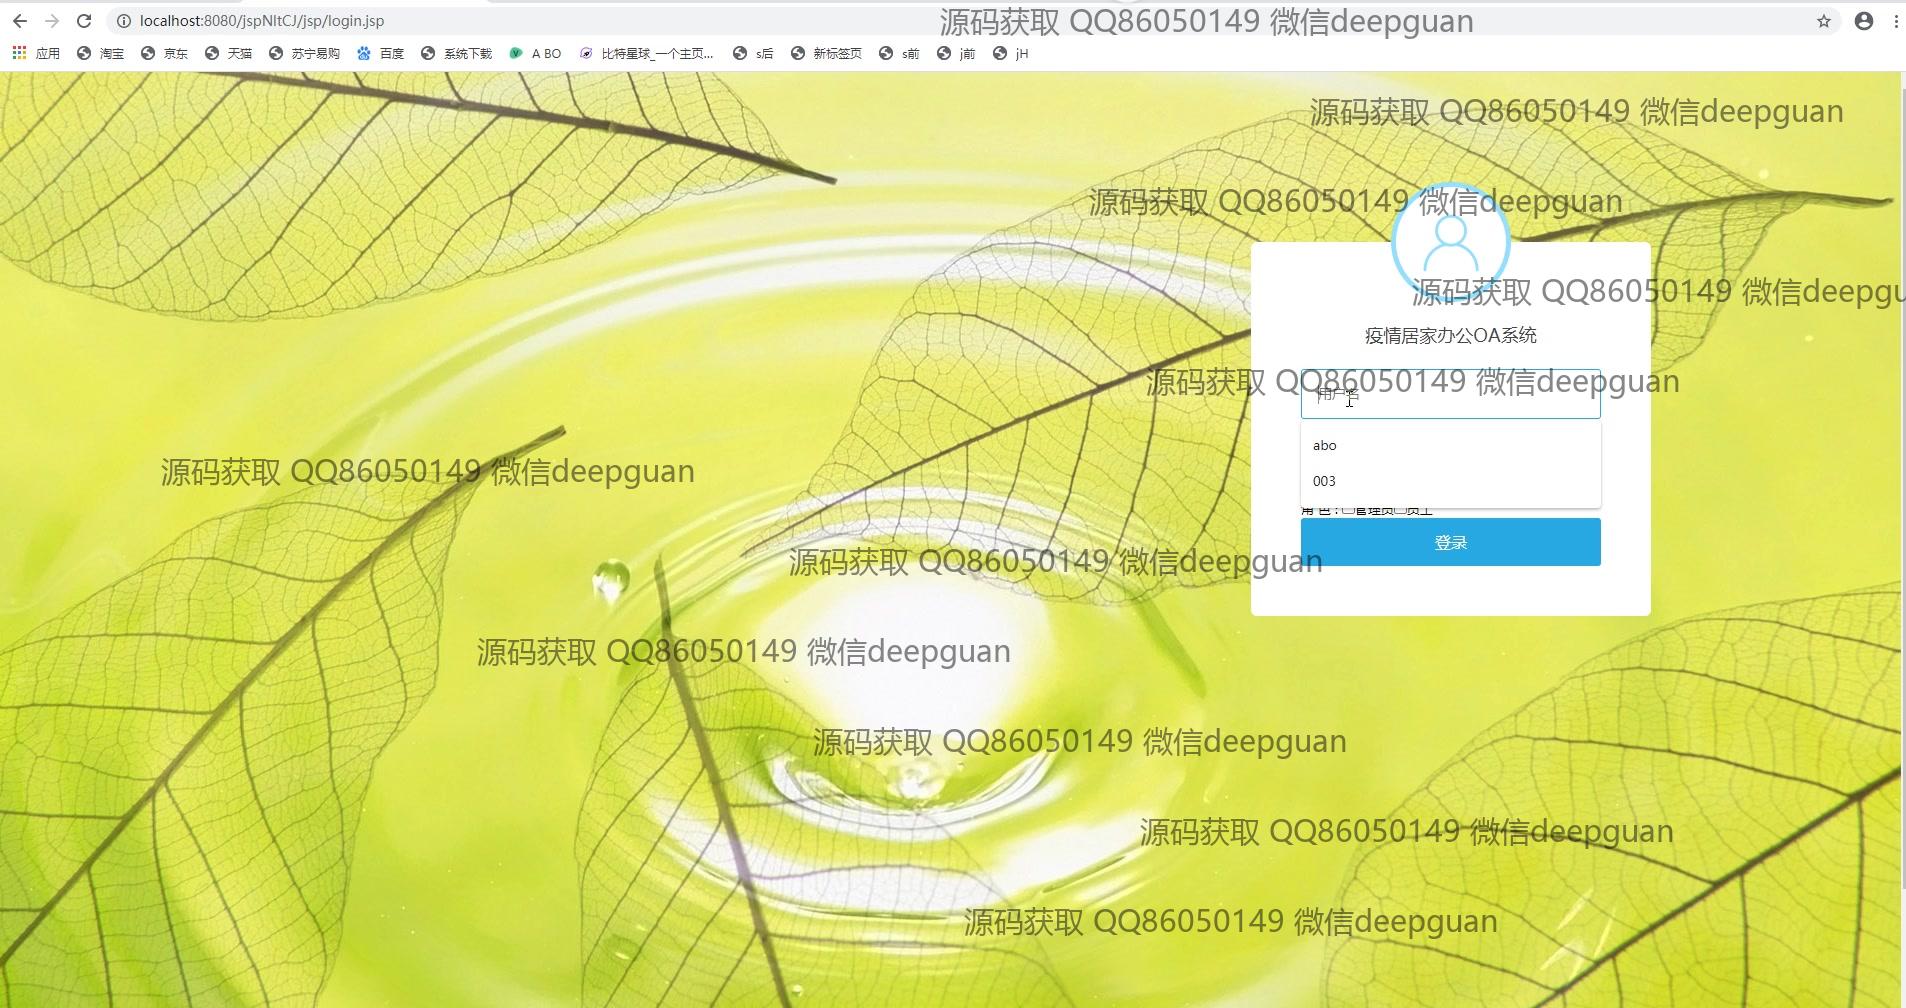 localhost:8080/jspNItCJ/jsp/login.jsp
源码获取 QQ86050149 微信deepguan
应用 淘宝 京东 天猫 苏宁易购 百度 系统下载 A BO 比特星球_一个主页... s后 新标签页 s前 j前 jH
源码获取 QQ86050149 微信deepguan
源码获取 QQ86050149 微信deepguan
源码获取 QQ86050149 微信deepgu
疫情居家办公OA系统
源码获取 QQ86050149 微信deepguan
用户名
abo
源码获取 QQ86050149 微信deepguan
003
角 色：管理员员工
登录
源码获取 QQ86050149 微信deepguan
源码获取 QQ86050149 微信deepguan
源码获取 QQ86050149 微信deepguan
源码获取 QQ86050149 微信deepguan
源码获取 QQ86050149 微信deepguan